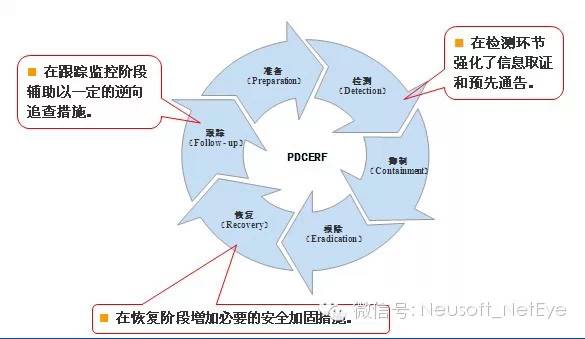 在跟踪监控阶段
辅助以一定的逆向
追查措施。
准备
(Preparation)
检测
(Detection)
在检测环节
强化了信息取证
和预先通告。
跟踪
(Follow-up)
PDCERF
抑制
(Containment)
恢复
(Recovery)
根除
(Eradication)
在恢复阶段增加必要的安全加固措施。
微信号: Neusoft_NetEye